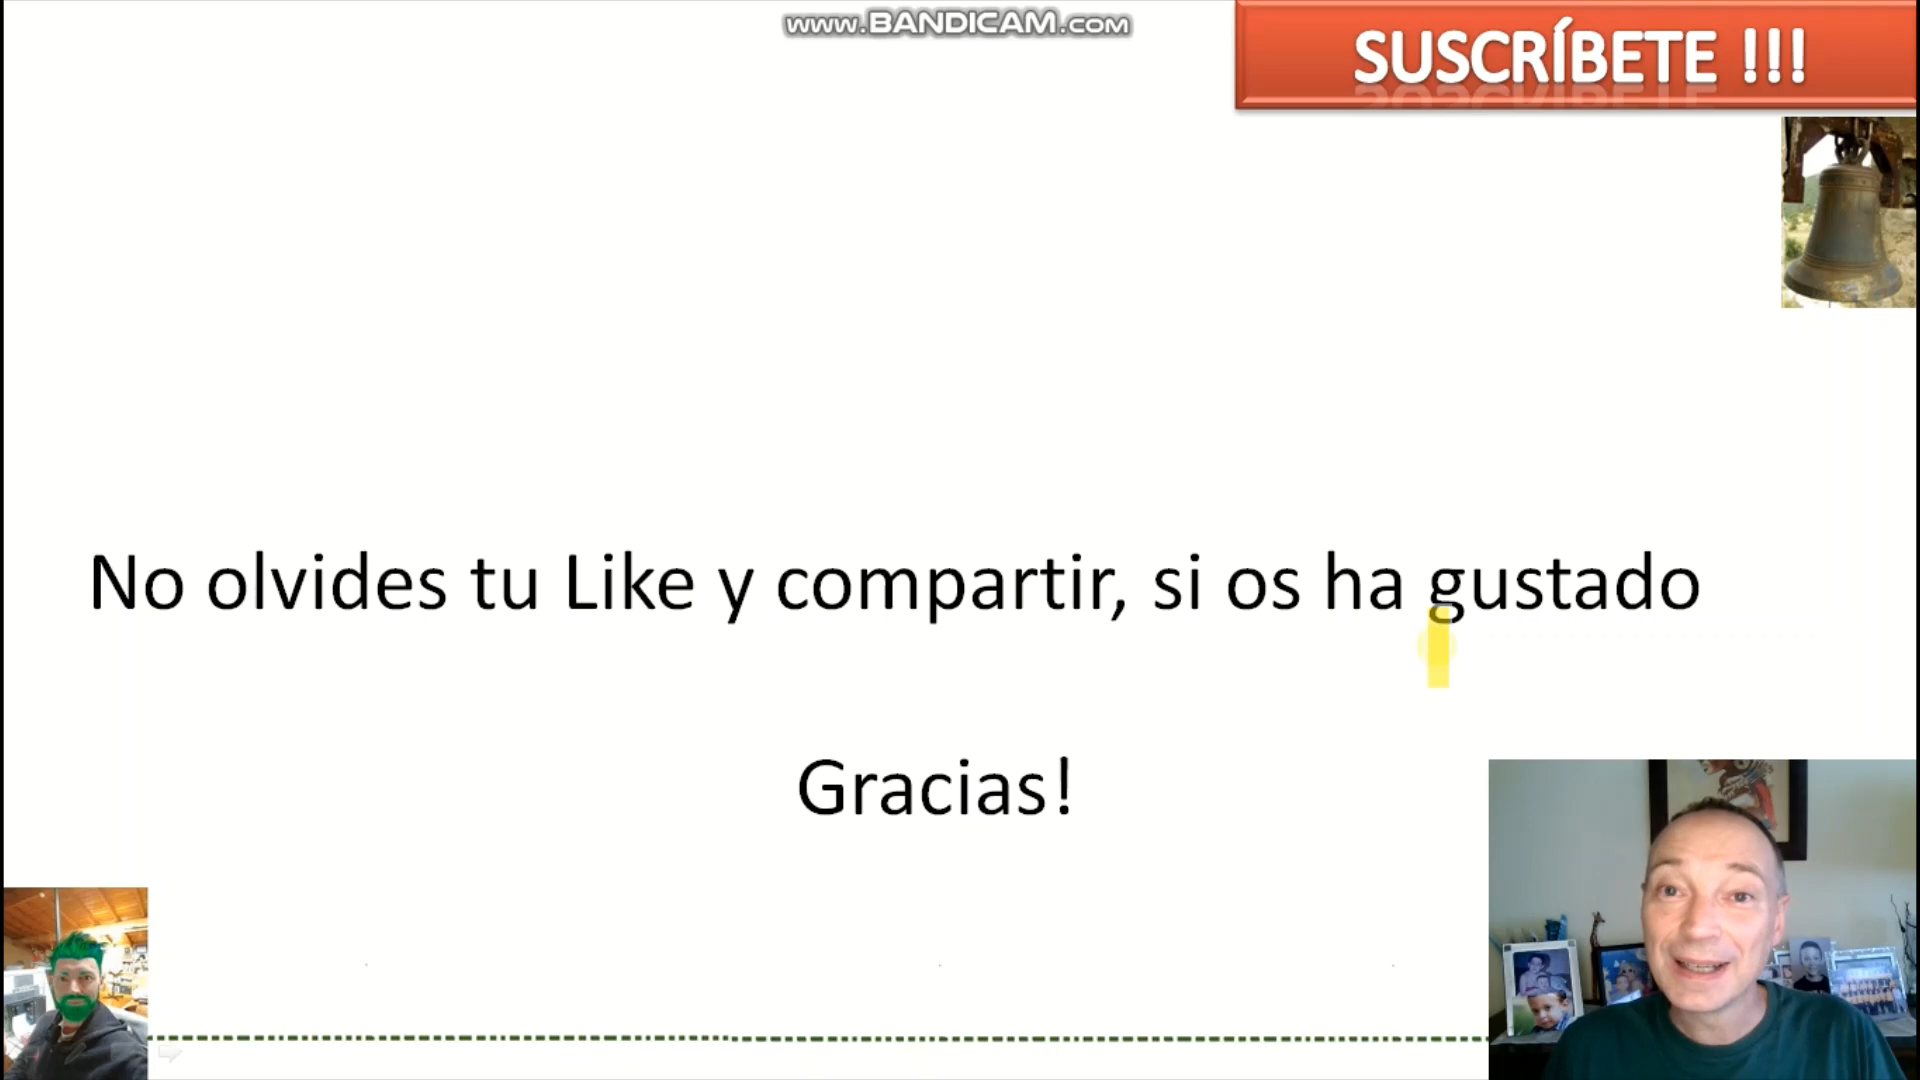 www.BANDICAM.com
SUSCRÍBETE !!!
No olvides tu Like y compartir, si os ha gustado
Gracias!